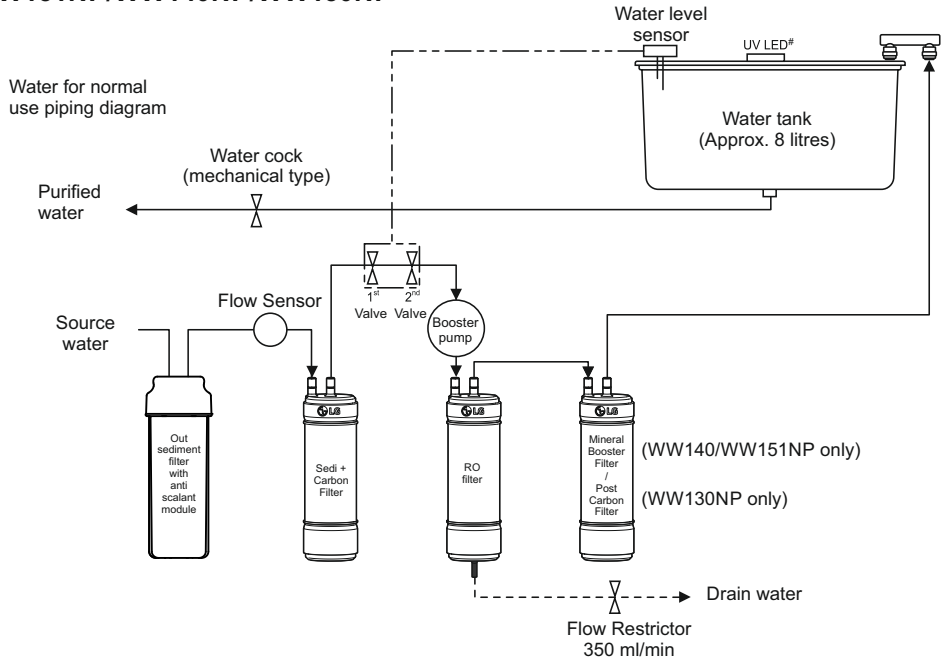 Water level
sensor
UV LED#
Water for normal
use piping diagram
Water tank
(Approx. 8 litres)
Water cock
(mechanical type)
Purified
water
1st
Valve
2nd
Valve
Flow Sensor
Booster
pump
Source
water
LG
LG
LG
Out
sediment
filter
with
anti
scalant
module
Sedi +
Carbon
Filter
RO
filter
Mineral
Booster
Filter
/
Post
Carbon
Filter
(WW140/WW151NP only)
(WW130NP only)
Drain water
Flow Restrictor
350 ml/min